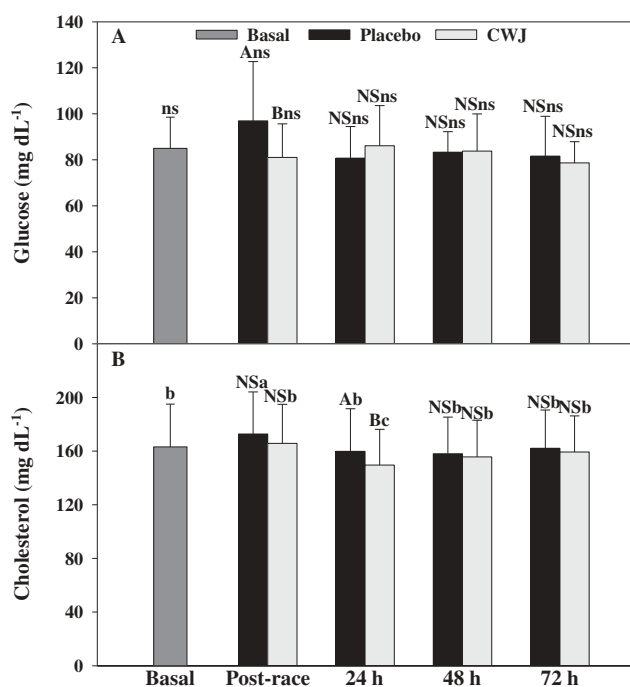 A
Basal Placebo CWJ
Glucose (mg dL-1)
140
120
100
80
60
40
20
0
ns
Ans
Bns
NSns
NSns
NSns
NSns
NSns
NSns
B
Cholesterol (mg dL-1)
200
160
120
80
40
0
b
NSa
NSb
Ab
Bc
NSb
NSb
NSb
NSb
Basal Post-race 24 h 48 h 72 h